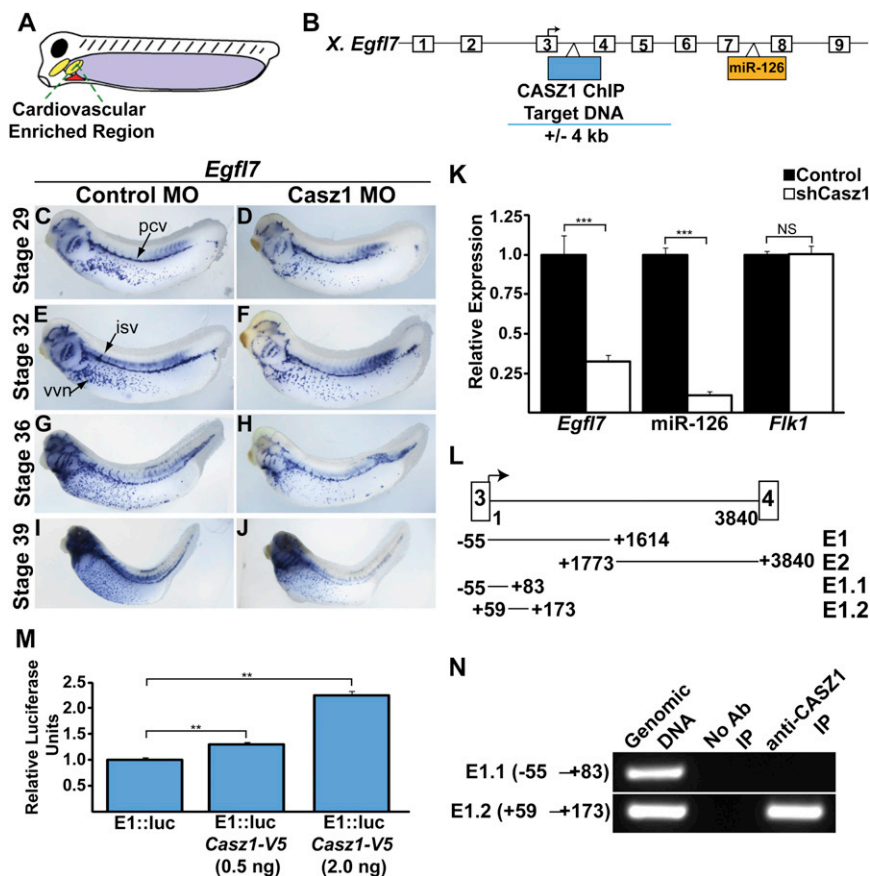 A
Cardiovascular
Enriched Region
B
X. Egfl7
1 2 3 4 5 6 7 8 9
miR-126
CASZ1 ChIP
Target DNA
+/- 4 kb
Egfl7
Control MO Casz1 MO
Stage 29
C
pcv
D
Stage 32
E
isv
vvn
F
Stage 36
G
H
Stage 39
I
J
K
Control
shCasz1
Relative Expression
1.25
1.0
0.75
0.25
***
***
NS
Egfl7 miR-126 Flk1
L
3 4
1 3840
-55 +1614 E1
+1773 +3840 E2
-55 +83 E1.1
+59 +173 E1.2
M
Relative Luciferase
Units
2.5
2.0
1.5
1.0
0.5
**
**
E1::luc E1::luc E1::luc
Casz1-V5 Casz1-V5
(0.5 ng) (2.0 ng)
N
Genomic
DNA
No Ab
IP
anti-CASZ1
IP
E1.1 (-55 → +83)
E1.2 (+59 → +173)